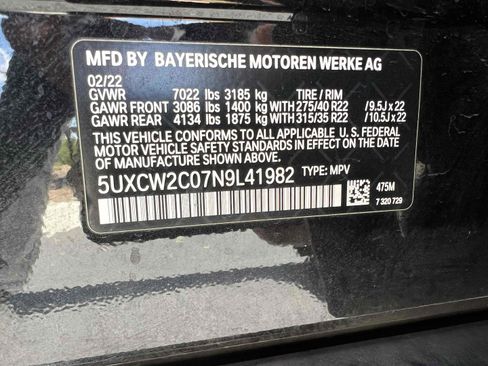 MFD BY BAYERISCHE MOTOREN WERKE AG
02/22
GVWR 7022 lbs 3185 kg TIRE / RIM
GAWR FRONT 3086 lbs 1400 kg WITH 275/40 R22 /9.5J x 22
GAWR REAR 4134 lbs 1875 kg WITH 315/35 R22 /10.5J x 22
THIS VEHICLE CONFORMS TO ALL APPLICABLE U. S. FEDERAL
MOTOR VEHICLE SAFETY STANDARDS IN EFFECT ON THE DATE
OF MANUFACTURE SHOWN ABOVE.
5UXCW2C07N9L41982 TYPE: MPV
475M
7 320 729